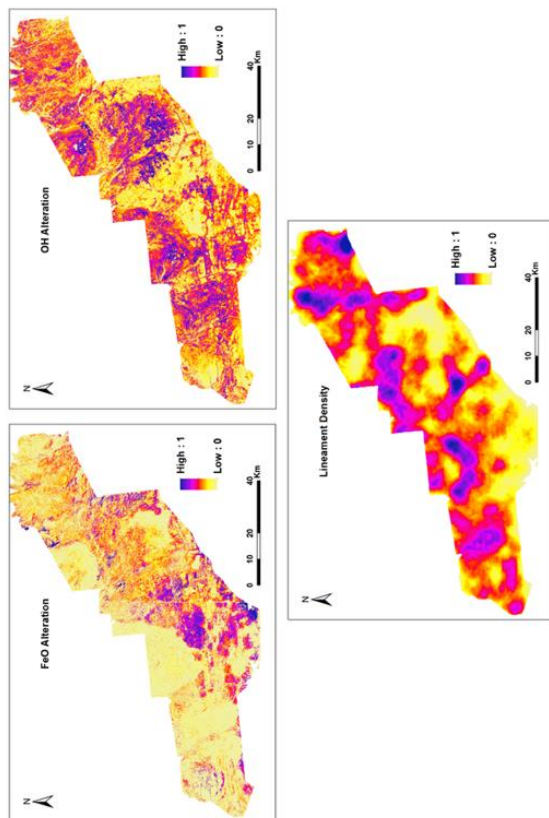 FeO Alteration
N
High : 1
Low : 0
0 10 20 40
Km
OH Alteration
N
High : 1
Low : 0
0 10 20 40
Km
Lineament Density
N
High : 1
Low : 0
0 10 20 40
Km